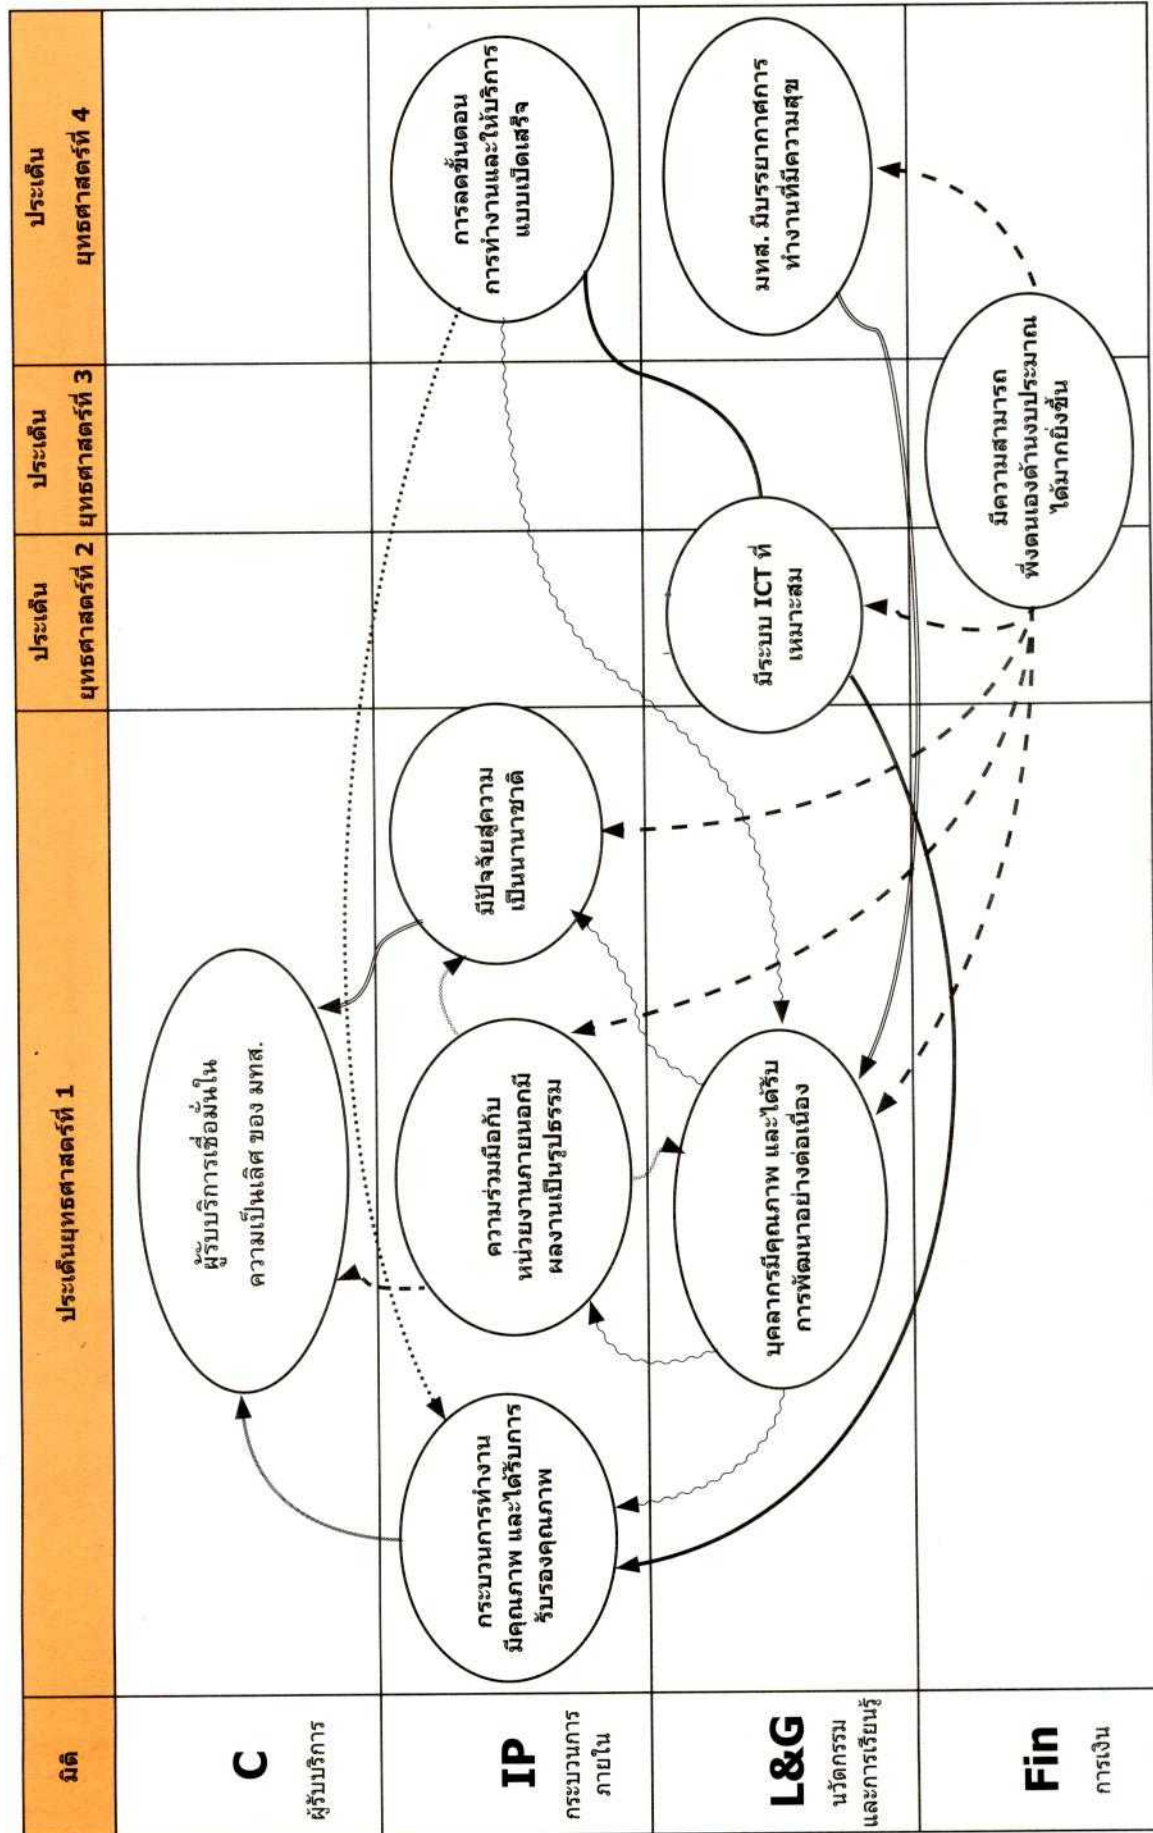 มิติ
ประเด็นยุทธศาสตร์ที่ 1
ประเด็น
ยุทธศาสตร์ที่ 2
ประเด็น
ยุทธศาสตร์ที่ 3
ประเด็น
ยุทธศาสตร์ที่ 4
C
ผู้รับบริการ
ผู้รับบริการเชื่อมั่นใน
ความเป็นเลิศ ของ มทส.
IP
กระบวนการ
ภายใน
กระบวนการทำงาน
มีคุณภาพ และได้รับการ
รับรองคุณภาพ
ความร่วมมือกับ
หน่วยงานภายนอกมี
ผลงานเป็นรูปธรรม
มีปัจจัยสู่ความ
เป็นนานาชาติ
การลดขั้นตอน
การทำงานและให้บริการ
แบบเบ็ดเสร็จ
L&G
นวัตกรรม
และการเรียนรู้
บุคลากรมีคุณภาพ และได้รับ
การพัฒนาอย่างต่อเนื่อง
มีระบบ ICT ที่
เหมาะสม
มทส. มีบรรยากาศการ
ทำงานที่มีความสุข
Fin
การเงิน
มีความสามารถ
พึ่งตนเองด้านงบประมาณ
ได้มากยิ่งขึ้น